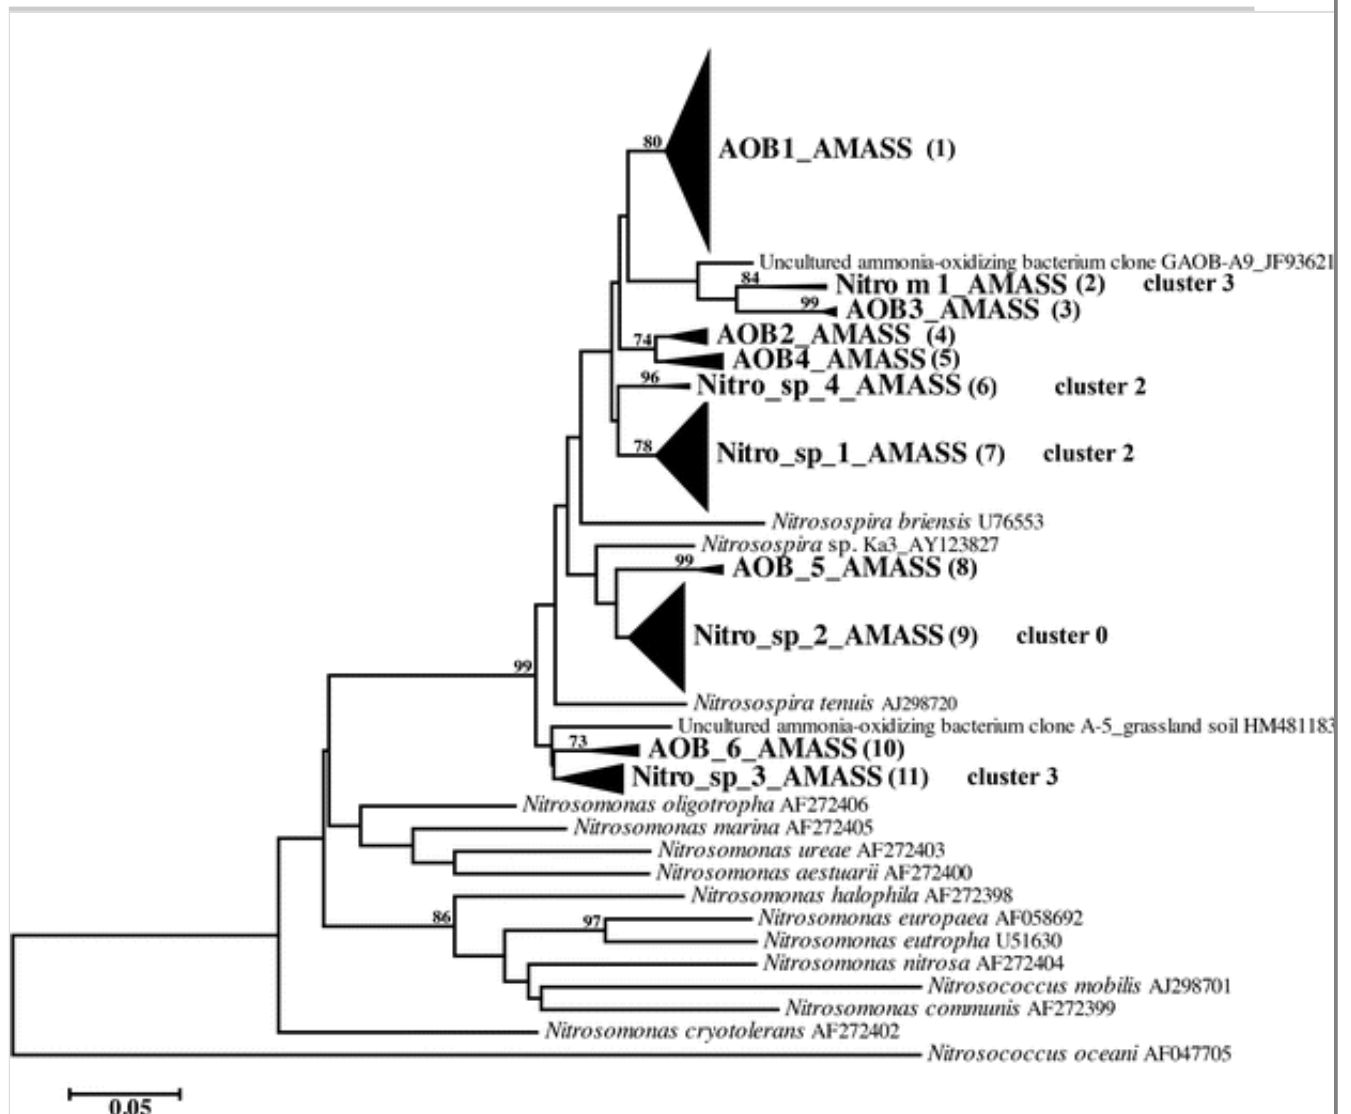 80
AOB1_AMASS (1)
Uncultured ammonia-oxidizing bacterium clone GAOB-A9_JF93621
84
Nitro m 1_AMASS (2) cluster 3
99
AOB3_AMASS (3)
AOB2_AMASS (4)
74
AOB4_AMASS (5)
96
Nitro_sp_4_AMASS (6) cluster 2
78
Nitro_sp_1_AMASS (7) cluster 2
Nitrosospira briensis U76553
Nitrosospira sp. Ka3_AY123827
99
AOB_5_AMASS (8)
Nitro_sp_2_AMASS (9) cluster 0
99
Nitrosospira tenuis AJ298720
Uncultured ammonia-oxidizing bacterium clone A-5_grassland soil HM481183
73
AOB_6_AMASS (10)
Nitro_sp_3_AMASS (11) cluster 3
Nitrosomonas oligotropha AF272406
Nitrosomonas marina AF272405
Nitrosomonas ureae AF272403
Nitrosomonas aestuarii AF272400
Nitrosomonas halophila AF272398
86
97
Nitrosomonas europaea AF058692
Nitrosomonas eutropha U51630
Nitrosomonas nitrosa AF272404
Nitrosococcus mobilis AJ298701
Nitrosomonas communis AF272399
Nitrosomonas cryotolerans AF272402
Nitrosococcus oceani AF047705
0.05